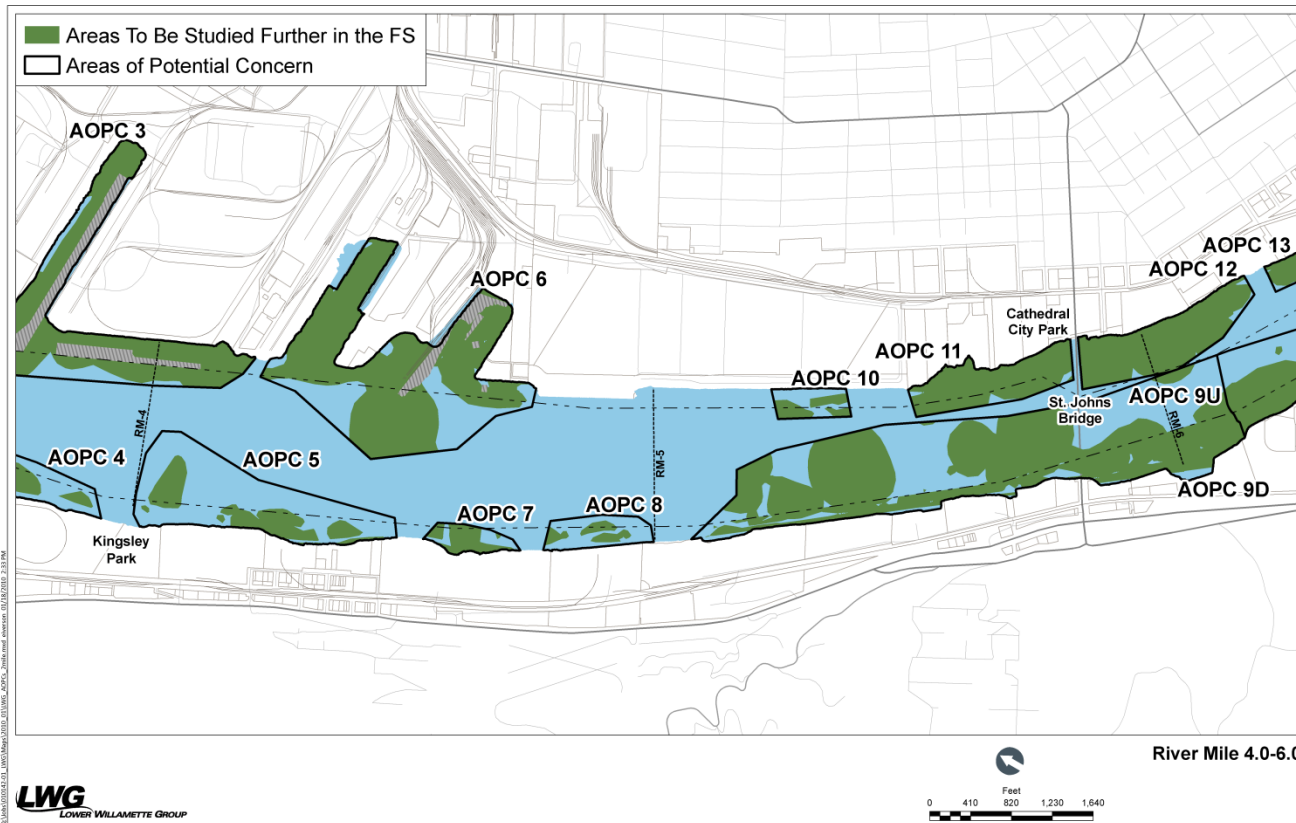 Areas To Be Studied Further in the FS
Areas of Potential Concern
AOPC 3
AOPC 6
AOPC 13
AOPC 12
Cathedral
City Park
AOPC 11
AOPC 10
St. Johns
Bridge
AOPC 9U
RM-4
RM-5
RM-6
AOPC 4
AOPC 5
AOPC 7
AOPC 8
AOPC 9D
Kingsley
Park
River Mile 4.0-6.0
Feet
0 410 820 1,230 1,640
LWG
LOWER WILLAMETTE GROUP